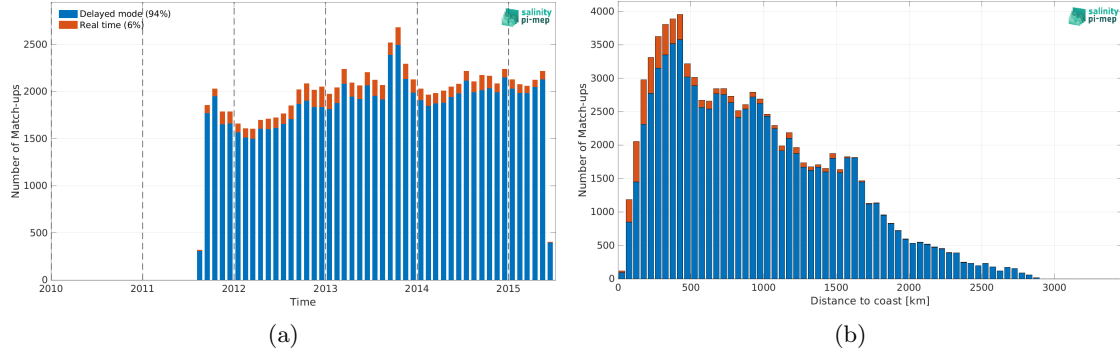 Delayed mode (94%)
Real time (6%)
salinity
pi-mep
Number of Match-ups
2500
2000
1500
1000
500
0
2010
2011
2012
2013
2014
2015
Time
(a)
salinity
pi-mep
Number of Match-ups
4000
3500
3000
2500
2000
1500
1000
500
0
0
500
1000
1500
2000
2500
3000
Distance to coast [km]
(b)